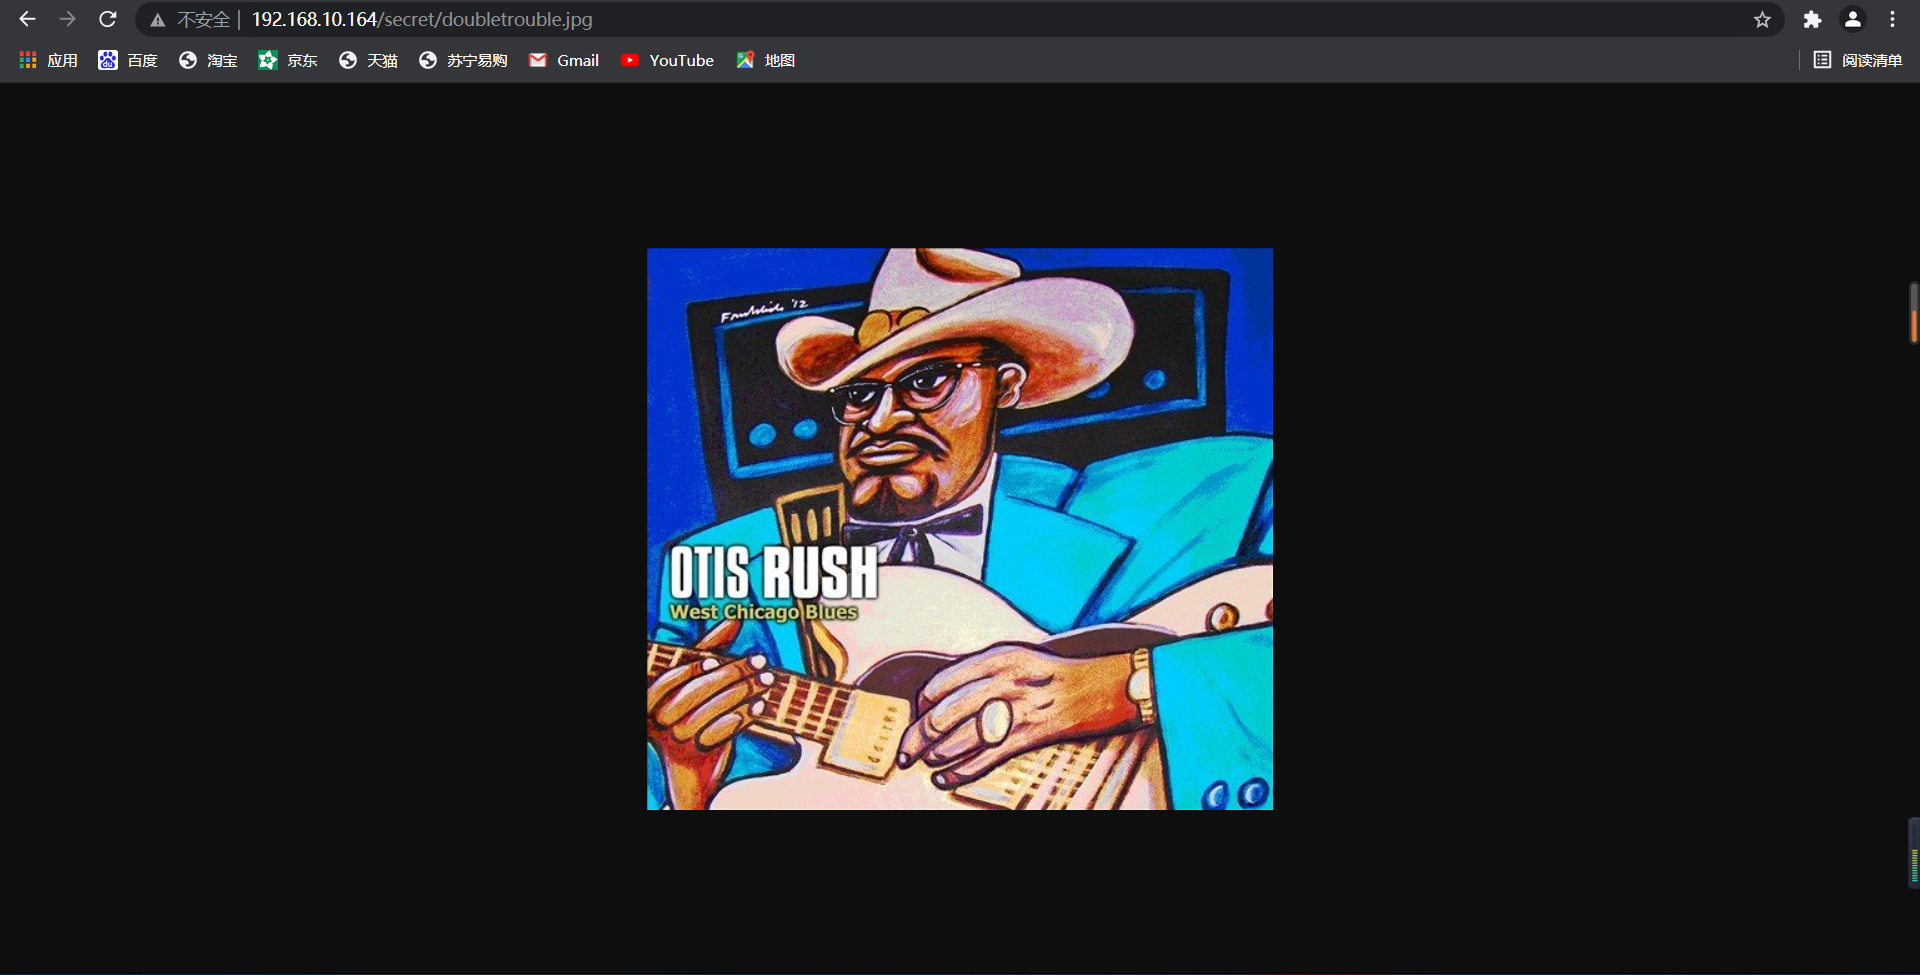 不安全 | 192.168.10.164/secret/doubletrouble.jpg
应用 百度 淘宝 京东 天猫 苏宁易购 Gmail YouTube 地图 阅读清单
'12
OTIS RUSH
West Chicago Blues